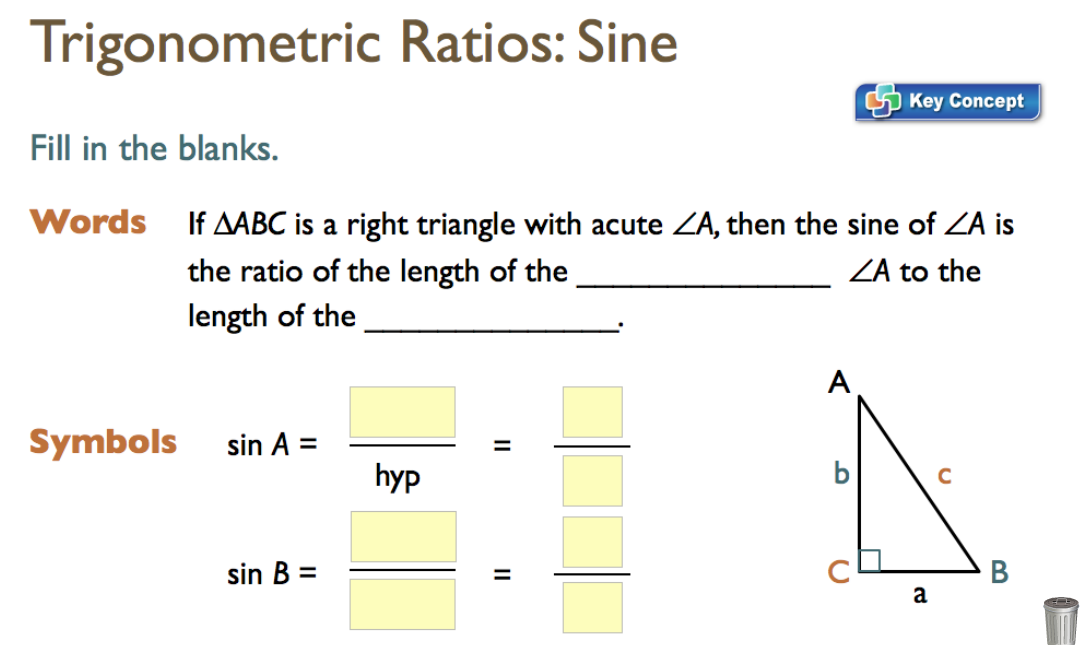 Trigonometric Ratios: Sine
Key Concept
Fill in the blanks.
Words If ΔABC is a right triangle with acute ∠A, then the sine of ∠A is
the ratio of the length of the ______________ ∠A to the
length of the ______________.
Symbols sin A = hyp =
sin B = =
A
b c
C B
a